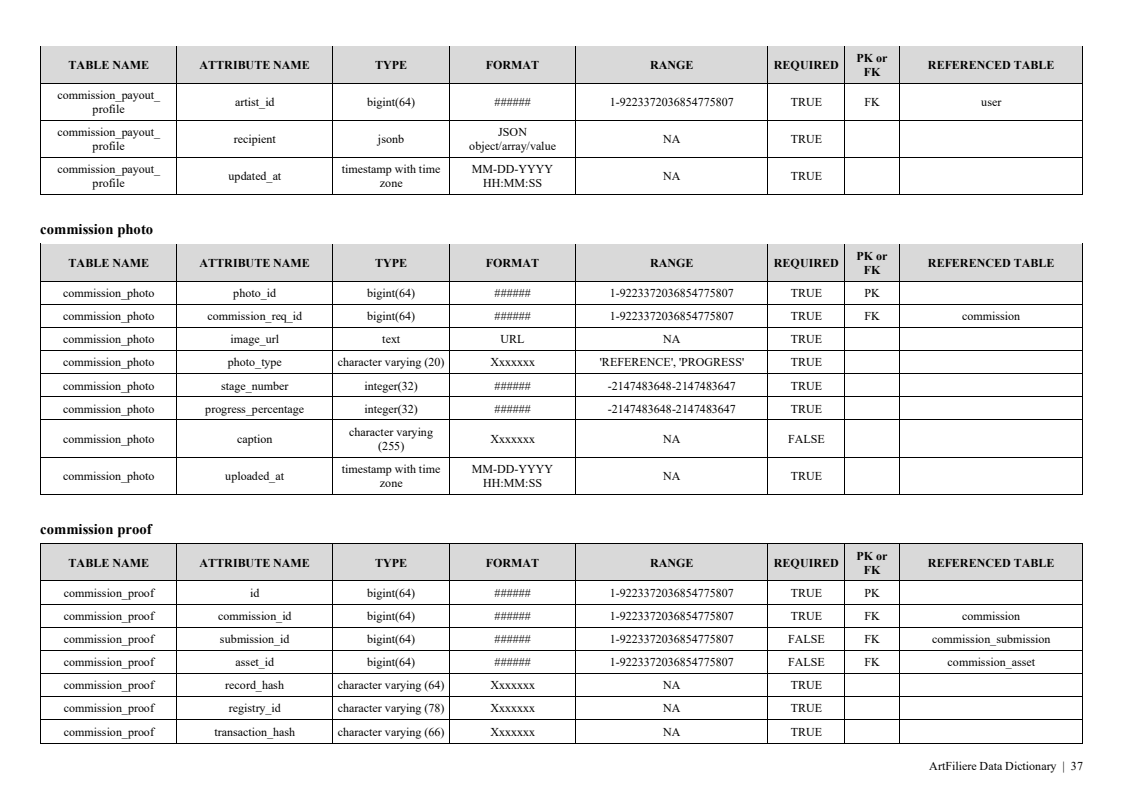 TABLE NAME ATTRIBUTE NAME TYPE FORMAT RANGE REQUIRED PK or FK REFERENCED TABLE
commission_payout_profile artist_id bigint(64) ###### 1-9223372036854775807 TRUE FK user
commission_payout_profile recipient jsonb JSON object/array/value NA TRUE
commission_payout_profile updated_at timestamp with time zone MM-DD-YYYY HH:MM:SS NA TRUE
commission photo
TABLE NAME ATTRIBUTE NAME TYPE FORMAT RANGE REQUIRED PK or FK REFERENCED TABLE
commission_photo photo_id bigint(64) ###### 1-9223372036854775807 TRUE PK
commission_photo commission_req_id bigint(64) ###### 1-9223372036854775807 TRUE FK commission
commission_photo image_url text URL NA TRUE
commission_photo photo_type character varying (20) Xxxxxxx 'REFERENCE', 'PROGRESS' TRUE
commission_photo stage_number integer(32) ###### -2147483648-2147483647 TRUE
commission_photo progress_percentage integer(32) ###### -2147483648-2147483647 TRUE
commission_photo caption character varying (255) Xxxxxxx NA FALSE
commission_photo uploaded_at timestamp with time zone MM-DD-YYYY HH:MM:SS NA TRUE
commission proof
TABLE NAME ATTRIBUTE NAME TYPE FORMAT RANGE REQUIRED PK or FK REFERENCED TABLE
commission_proof id bigint(64) ###### 1-9223372036854775807 TRUE PK
commission_proof commission_id bigint(64) ###### 1-9223372036854775807 TRUE FK commission
commission_proof submission_id bigint(64) ###### 1-9223372036854775807 FALSE FK commission_submission
commission_proof asset_id bigint(64) ###### 1-9223372036854775807 FALSE FK commission_asset
commission_proof record_hash character varying (64) Xxxxxxx NA TRUE
commission_proof registry_id character varying (78) Xxxxxxx NA TRUE
commission_proof transaction_hash character varying (66) Xxxxxxx NA TRUE
ArtFiliere Data Dictionary | 37